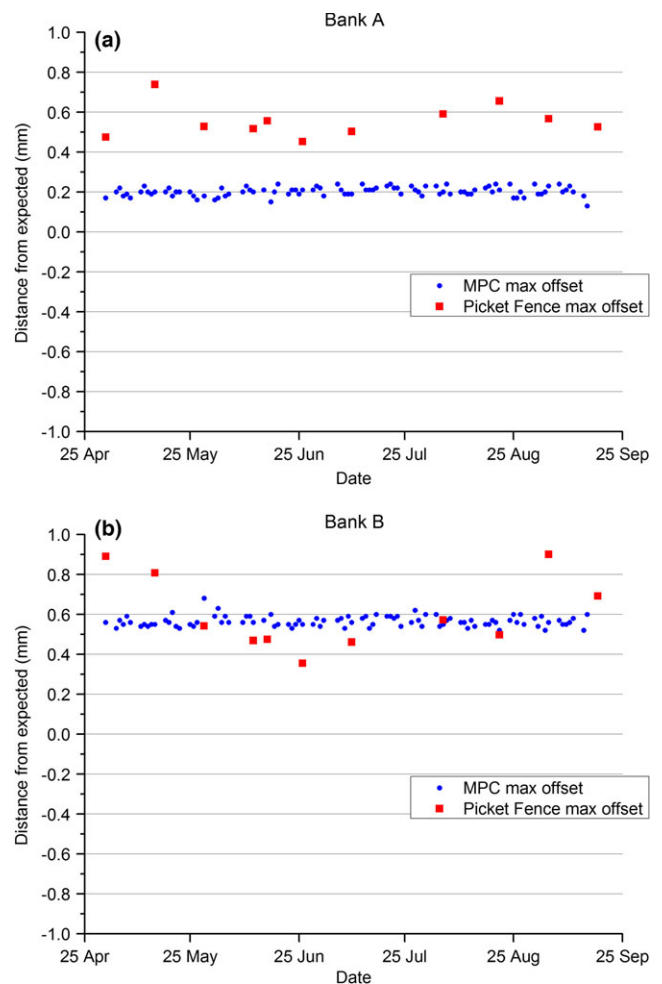 Bank A
(a)
1.0
0.8
0.6
0.4
0.2
0.0
-0.2
-0.4
-0.6
-0.8
-1.0
Distance from expected (mm)
MPC max offset
Picket Fence max offset
25 Apr 25 May 25 Jun 25 Jul 25 Aug 25 Sep
Date
Bank B
(b)
1.0
0.8
0.6
0.4
0.2
0.0
-0.2
-0.4
-0.6
-0.8
-1.0
Distance from expected (mm)
MPC max offset
Picket Fence max offset
25 Apr 25 May 25 Jun 25 Jul 25 Aug 25 Sep
Date